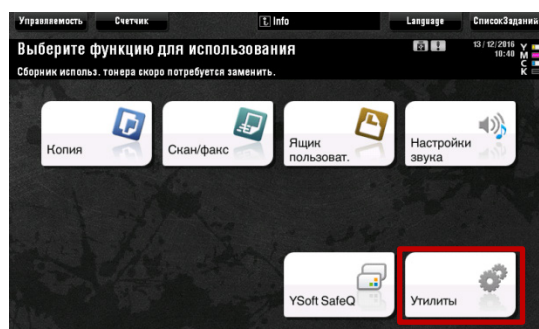 Управляемость Счетчик Info Language СписокЗаданий
Выберите функцию для использования
13/12/2016
10:40
Сборник использ. тонера скоро потребуется заменить.
Y
M
C
K
Копия
Скан/факс
Ящик
пользоват.
Настройки
звука
YSoft SafeQ
Утилиты